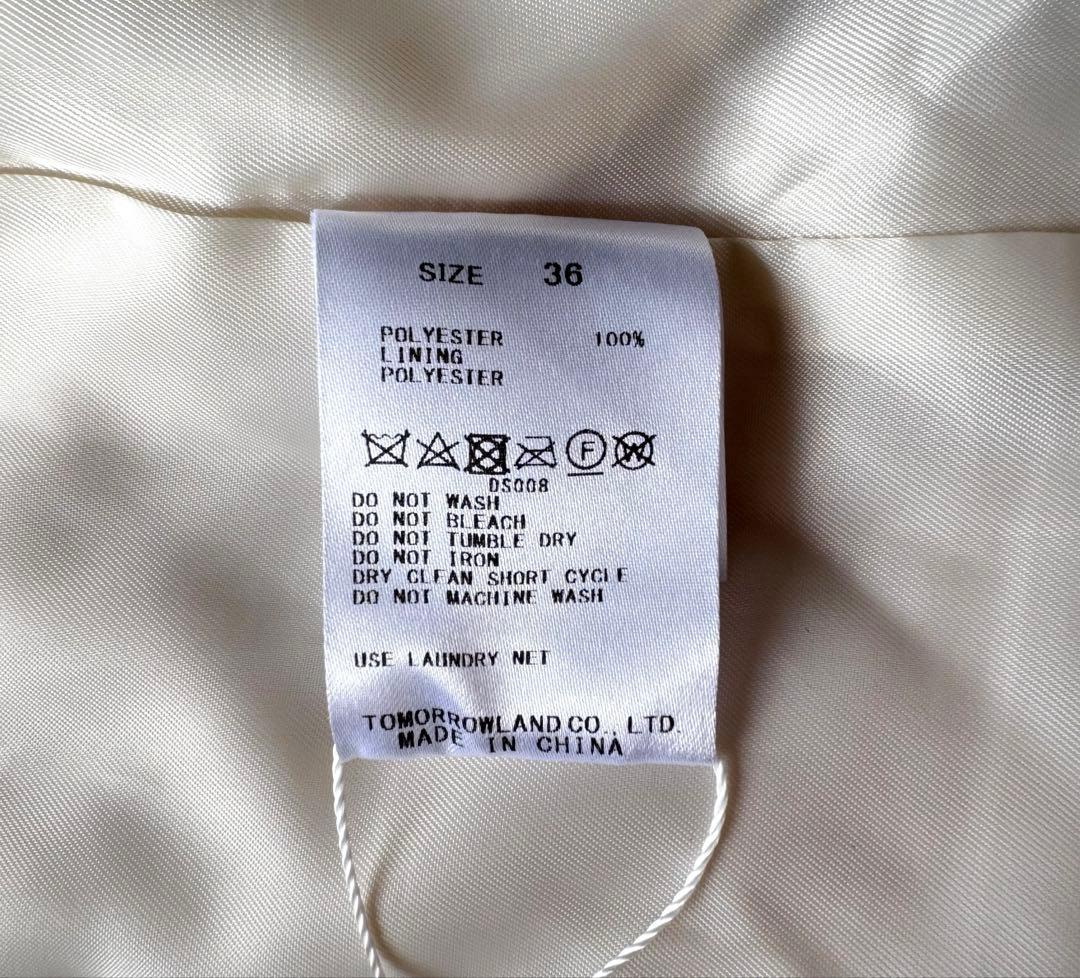 SIZE 36
POLYESTER 100%
LINING
POLYESTER
F W
DS008
DO NOT WASH
DO NOT BLEACH
DO NOT TUMBLE DRY
DO NOT IRON
DRY CLEAN SHORT CYCLE
DO NOT MACHINE WASH
USE LAUNDRY NET
TOMORROWLAND CO., LTD.
MADE IN CHINA